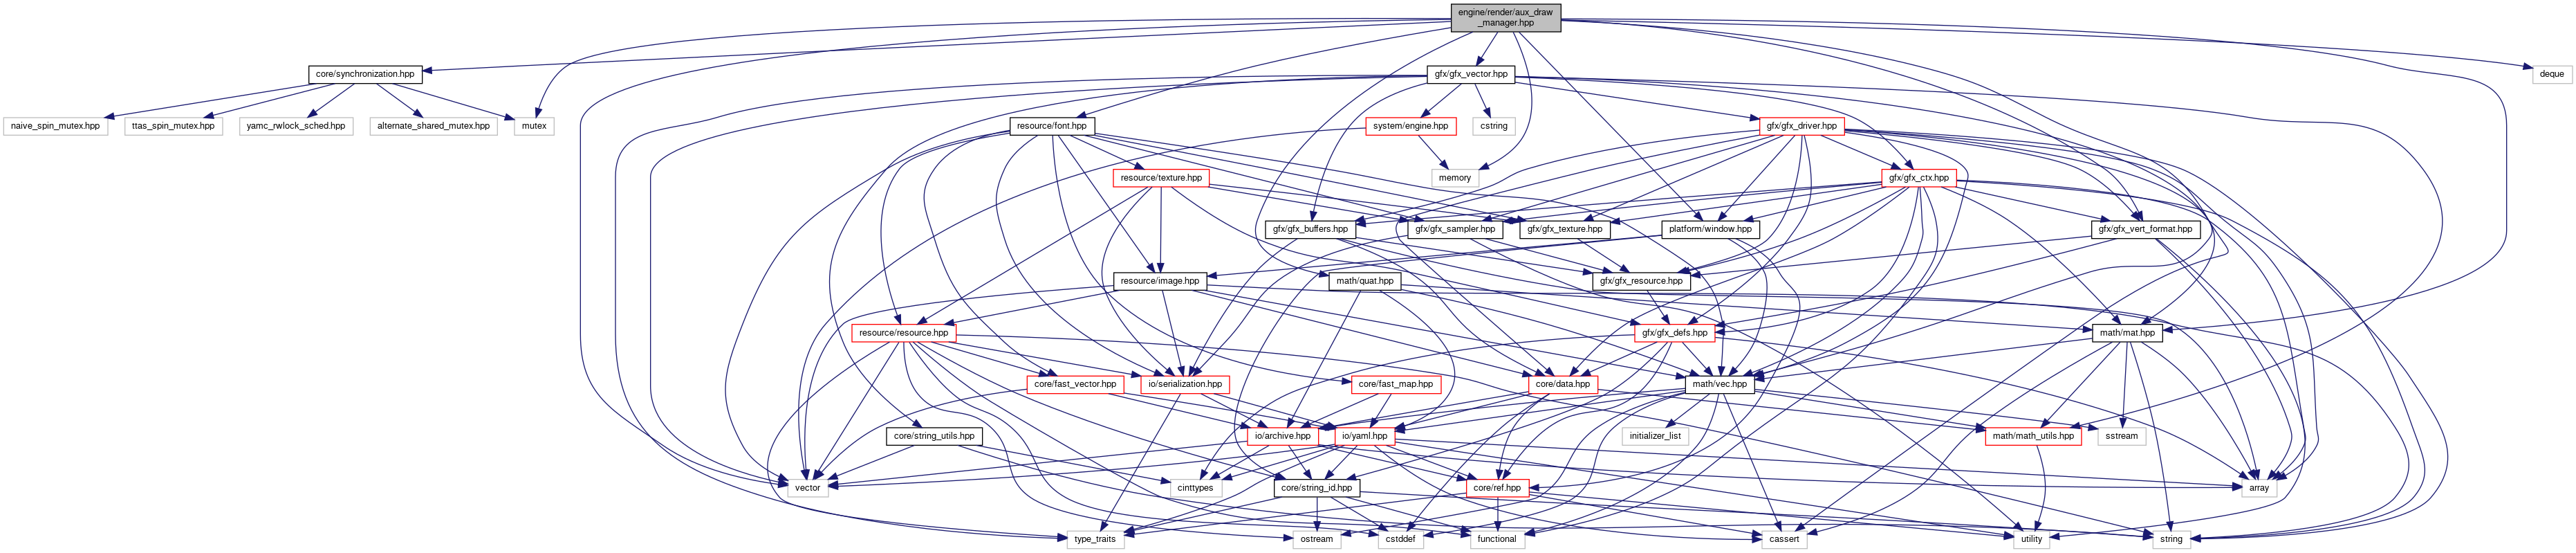 engine/render/aux_draw
_manager.hpp
core/synchronization.hpp
gfx/gfx_vector.hpp
deque
naive_spin_mutex.hpp
ttas_spin_mutex.hpp
yamc_rwlock_sched.hpp
alternate_shared_mutex.hpp
mutex
resource/font.hpp
system/engine.hpp
cstring
gfx/gfx_driver.hpp
resource/texture.hpp
memory
gfx/gfx_ctx.hpp
gfx/gfx_buffers.hpp
gfx/gfx_sampler.hpp
gfx/gfx_texture.hpp
platform/window.hpp
gfx/gfx_vert_format.hpp
resource/image.hpp
math/quat.hpp
gfx/gfx_resource.hpp
resource/resource.hpp
gfx/gfx_defs.hpp
math/mat.hpp
core/fast_vector.hpp
io/serialization.hpp
core/fast_map.hpp
core/data.hpp
math/vec.hpp
core/string_utils.hpp
io/archive.hpp
io/yaml.hpp
initializer_list
math/math_utils.hpp
sstream
vector
cinttypes
core/string_id.hpp
core/ref.hpp
array
type_traits
ostream
cstddef
functional
cassert
utility
string